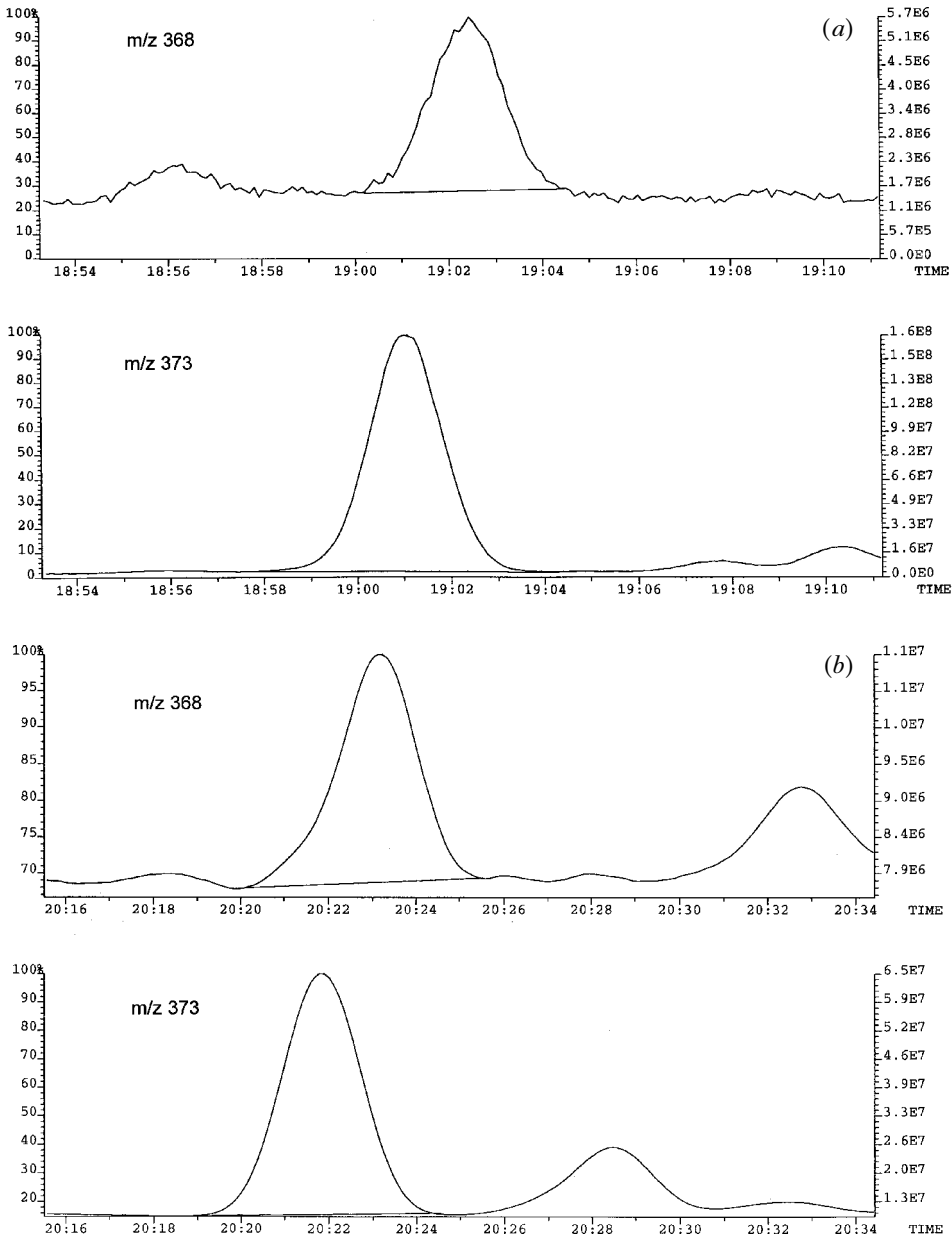 100% 5.7E6
m/z 368 (a)
90 5.1E6
80 4.5E6
70 4.0E6
60 3.4E6
50 2.8E6
40 2.3E6
30 1.7E6
20 1.1E6
10 5.7E5
0 0.0E0
18:54 18:56 18:58 19:00 19:02 19:04 19:06 19:08 19:10 TIME
100% 1.6E8
m/z 373
90 1.5E8
80 1.3E8
70 1.2E8
60 9.9E7
50 8.2E7
40 6.6E7
30 4.9E7
20 3.3E7
10 1.6E7
0 0.0E0
18:54 18:56 18:58 19:00 19:02 19:04 19:06 19:08 19:10 TIME
100% 1.1E7
m/z 368 (b)
95 1.1E7
90 1.0E7
85 9.5E6
80 9.0E6
75 8.4E6
70 7.9E6
20:16 20:18 20:20 20:22 20:24 20:26 20:28 20:30 20:32 20:34 TIME
100% 6.5E7
m/z 373
90 5.9E7
80 5.2E7
70 4.6E7
60 3.9E7
50 3.3E7
40 2.6E7
30 2.0E7
20 1.3E7
20:16 20:18 20:20 20:22 20:24 20:26 20:28 20:30 20:32 20:34 TIME